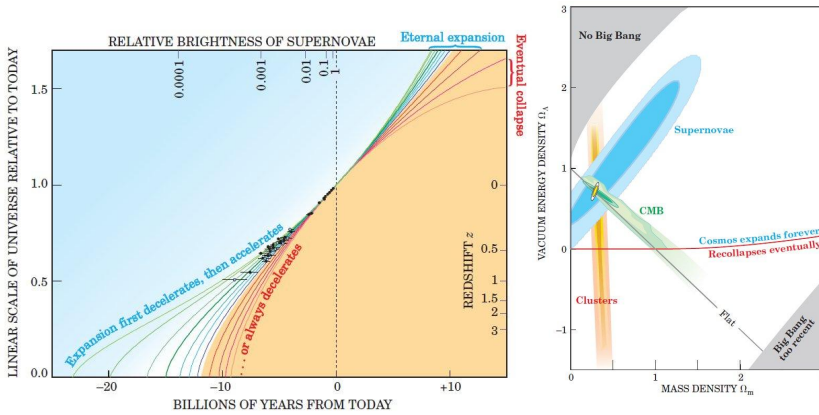 RELATIVE BRIGHTNESS OF SUPERNOVAE
0.0001
0.001
0.01
0.1
1
Eternal expansion
Eventual collapse
LINEAR SCALE OF UNIVERSE RELATIVE TO TODAY
1.5
1.0
0.5
0.0
Expansion first decelerates, then accelerates
or always decelerates
REDSHIFT z
0
0.5
1
1.5
2
3
−20
−10
0
+10
BILLIONS OF YEARS FROM TODAY
VACUUM ENERGY DENSITY Ω_Λ
3
2
1
0
−1
No Big Bang
Supernovae
CMB
Cosmos expands forever
Recollapses eventually
Clusters
Flat
Big Bang
too recent
0
1
2
MASS DENSITY Ωₘ